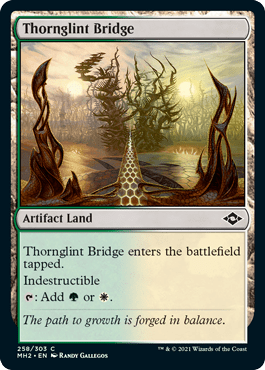 Thornglint Bridge
Artifact Land
Thornglint Bridge enters the battlefield
tapped.
Indestructible
: Add or .
The path to growth is forged in balance.
258/303 C
MH2 • EN RANDY GALLEGOS
™ & © 2021 Wizards of the Coast